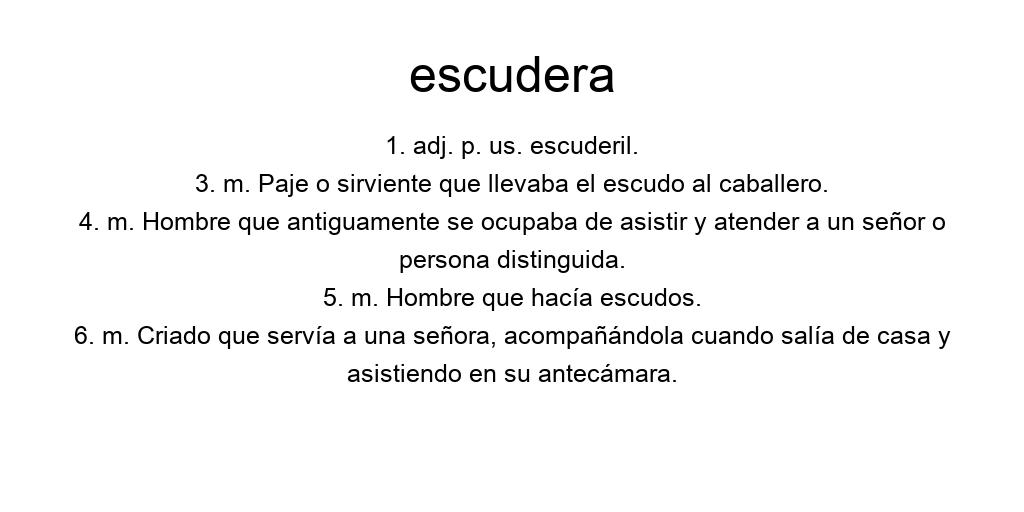 escudera
1. adj. p. us. escuderil.
3. m. Paje o sirviente que llevaba el escudo al caballero.
4. m. Hombre que antiguamente se ocupaba de asistir y atender a un señor o
persona distinguida.
5. m. Hombre que hacía escudos.
6. m. Criado que servía a una señora, acompañándola cuando salía de casa y
asistiendo en su antecámara.